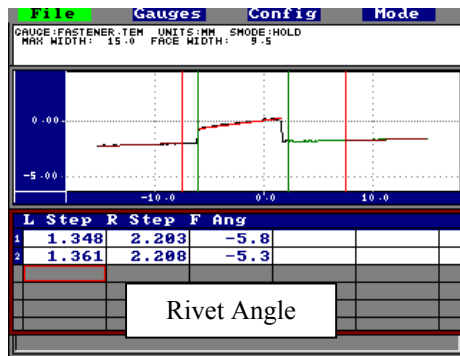 File Gauges Config Mode
GAUGE:FASTENER.TEM UNITS:MM SMODE:HOLD
MAX WIDTH: 15.0 FACE WIDTH: 9.5
0.00
-5.00
-10.0 0.0 10.0
L Step R Step F Ang
1 1.348 2.203 -5.8
2 1.361 2.208 -5.3
Rivet Angle